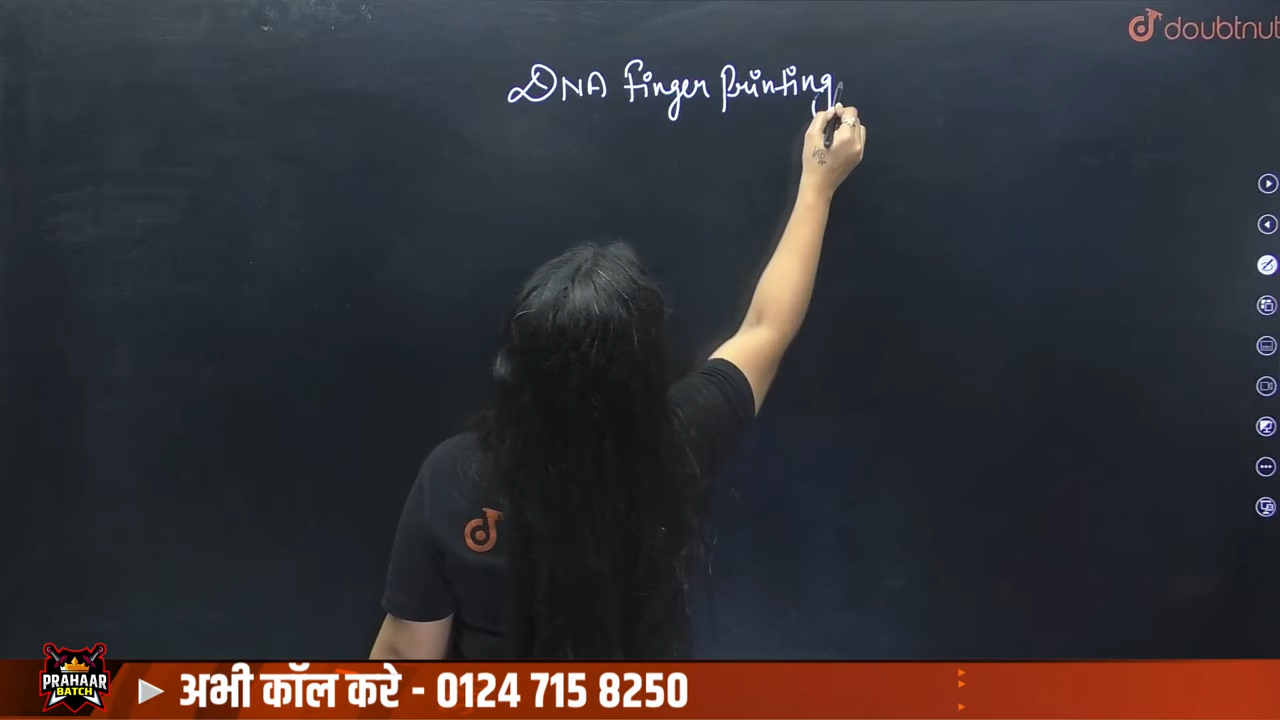 doubtnut
DNA Finger Printing
PRAHAAR
BATCH
अभी कॉल करे - 0124 715 8250